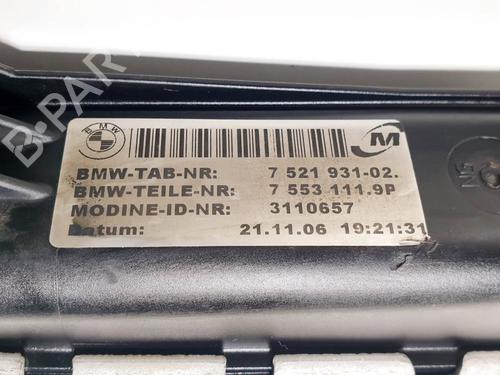 BMW
M
BMW-TAB-NR: 7 521 931-02.
BMW-TEILE-NR: 7 553 111.9P
MODINE-ID-NR: 3110657
Datum: 21.11.06 19:21:31